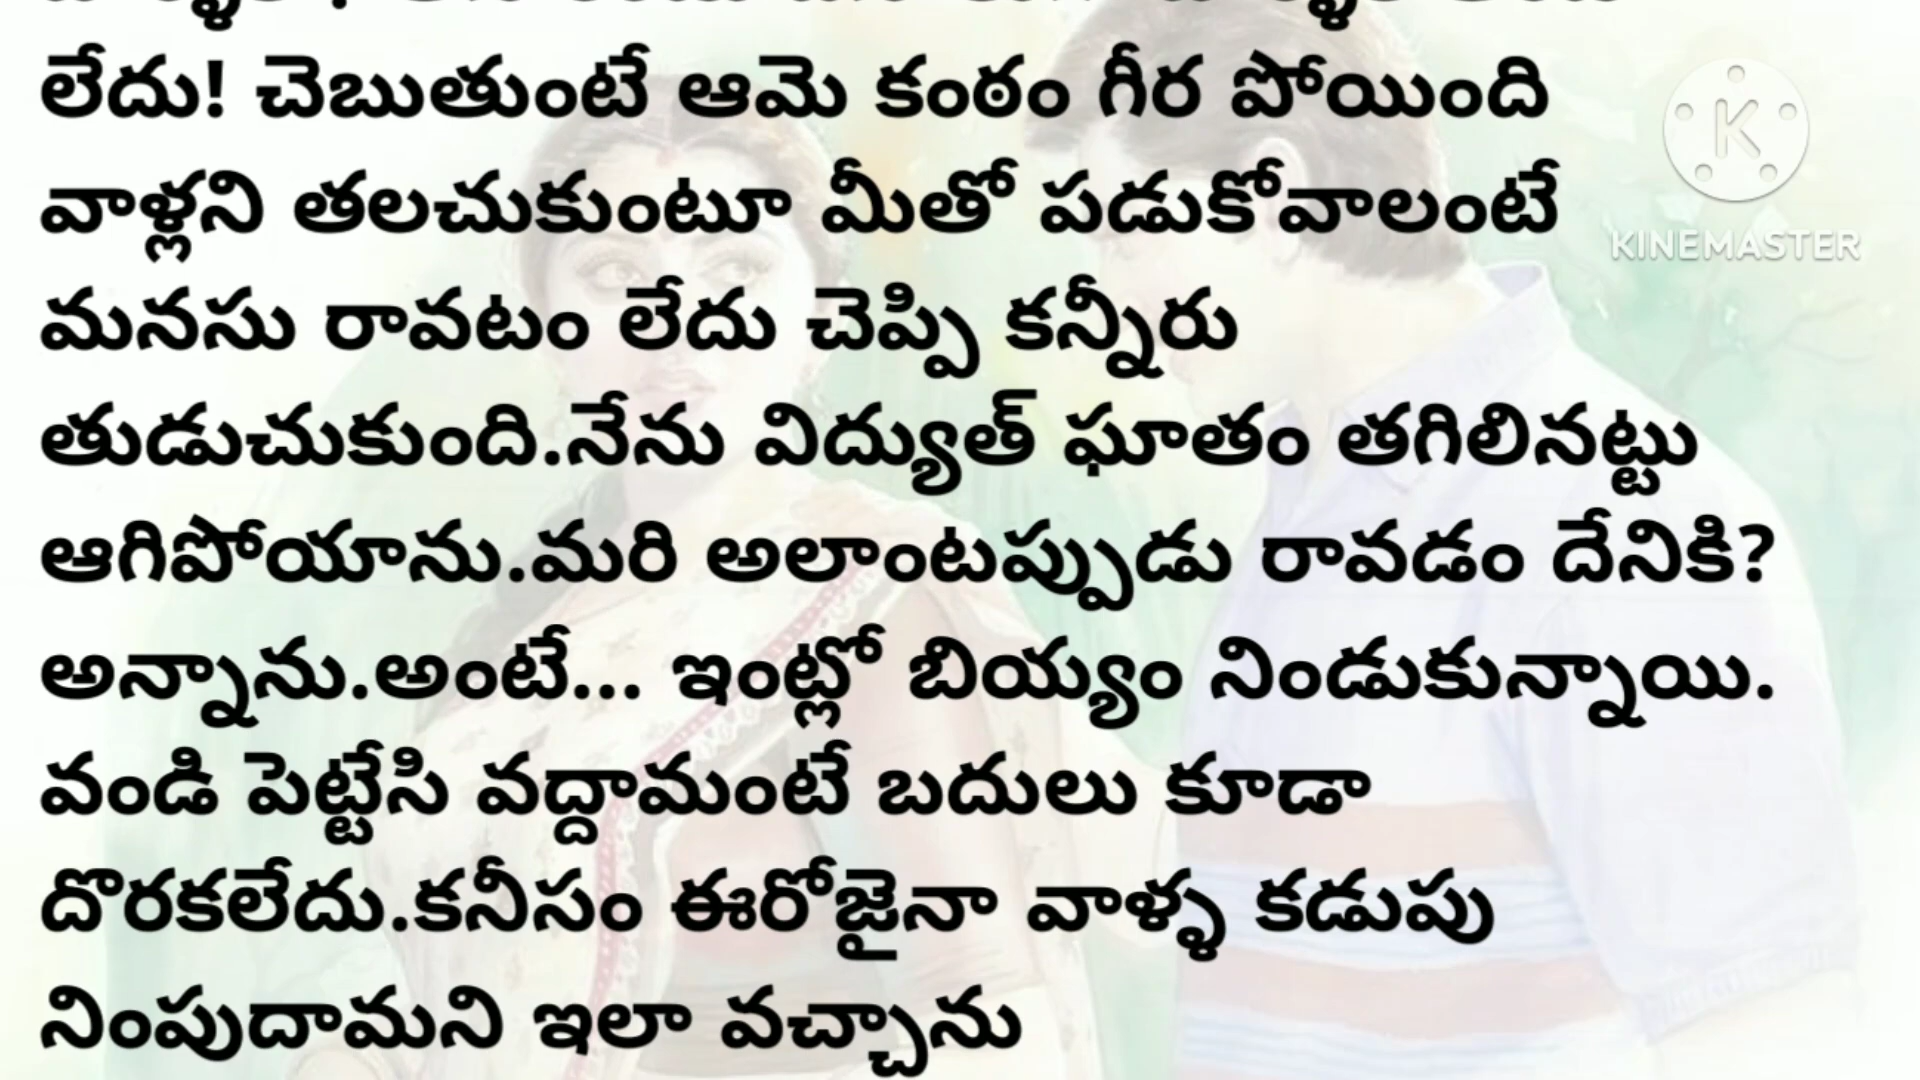 లేదు! చెబుతుంటే ఆమె కంఠం గీర పోయింది
వాళ్లని తలచుకుంటూ మీతో పడుకోవాలంటే
మనసు రావటం లేదు చెప్పి కన్నీరు
తుడుచుకుంది.నేను విద్యుత్ ఘాతం తగిలినట్టు
ఆగిపోయాను.మరి అలాంటప్పుడు రావడం దేనికి?
అన్నాను.అంటే... ఇంట్లో బియ్యం నిండుకున్నాయి.
వండి పెట్టేసి వద్దామంటే బదులు కూడా
దొరకలేదు.కనీసం ఈరోజైనా వాళ్ళ కడుపు
నింపుదామని ఇలా వచ్చాను
K
KINEMASTER